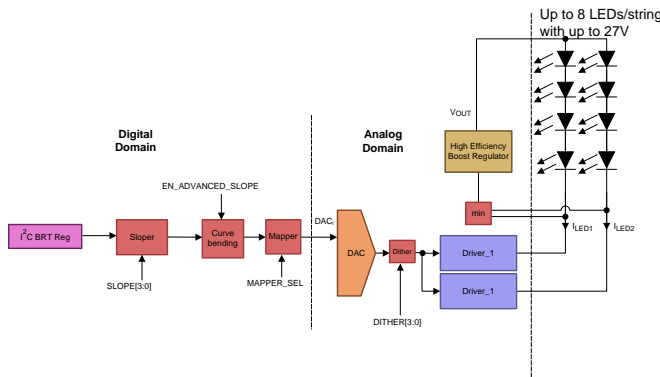 Up to 8 LEDs/string
with up to 27V
Digital
Domain
Analog
Domain
VOUT
High Efficiency
Boost Regulator
EN_ADVANCED_SLOPE
I2C BRT Reg
Sloper
Curve
bending
Mapper
DACi
DAC
Dither
min
ILED1
ILED2
Driver_1
Driver_1
SLOPE[3:0]
MAPPER_SEL
DITHER[3:0]